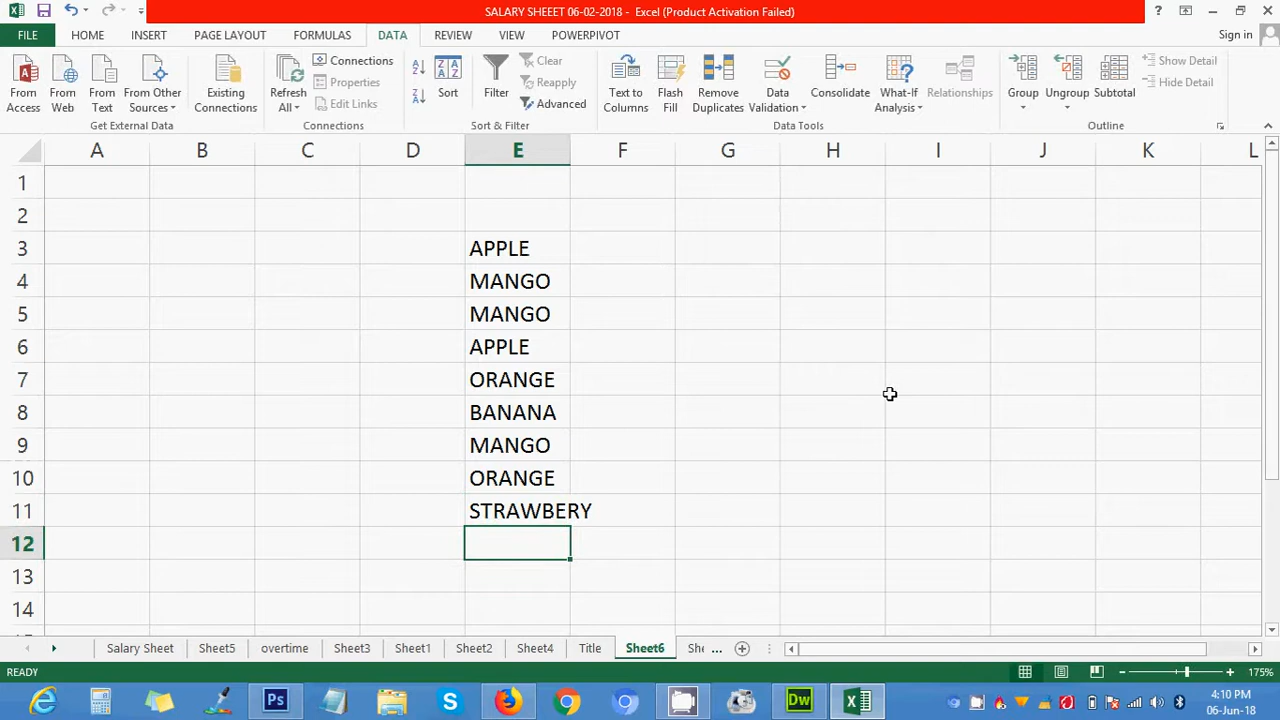 SALARY SHEEET 06-02-2018 - Excel (Product Activation Failed)
?
FILE HOME INSERT PAGE LAYOUT FORMULAS DATA REVIEW VIEW POWERPIVOT Sign in
From Access
From Web
From Text
From Other Sources
Existing Connections
Get External Data
Refresh All
Connections
Properties
Edit Links
Connections
Sort
Filter
Clear
Reapply
Advanced
Sort & Filter
Text to Columns
Flash Fill
Remove Duplicates
Data Validation
Consolidate
What-If Analysis
Relationships
Data Tools
Group
Ungroup
Subtotal
Show Detail
Hide Detail
Outline
A B C D E F G H I J K L
1
2
3 APPLE
4 MANGO
5 MANGO
6 APPLE
7 ORANGE
8 BANANA
9 MANGO
10 ORANGE
11 STRAWBERY
12
13
14
Salary Sheet Sheet5 overtime Sheet3 Sheet1 Sheet2 Sheet4 Title Sheet6 She ...
READY 175%
4:10 PM
06-Jun-18